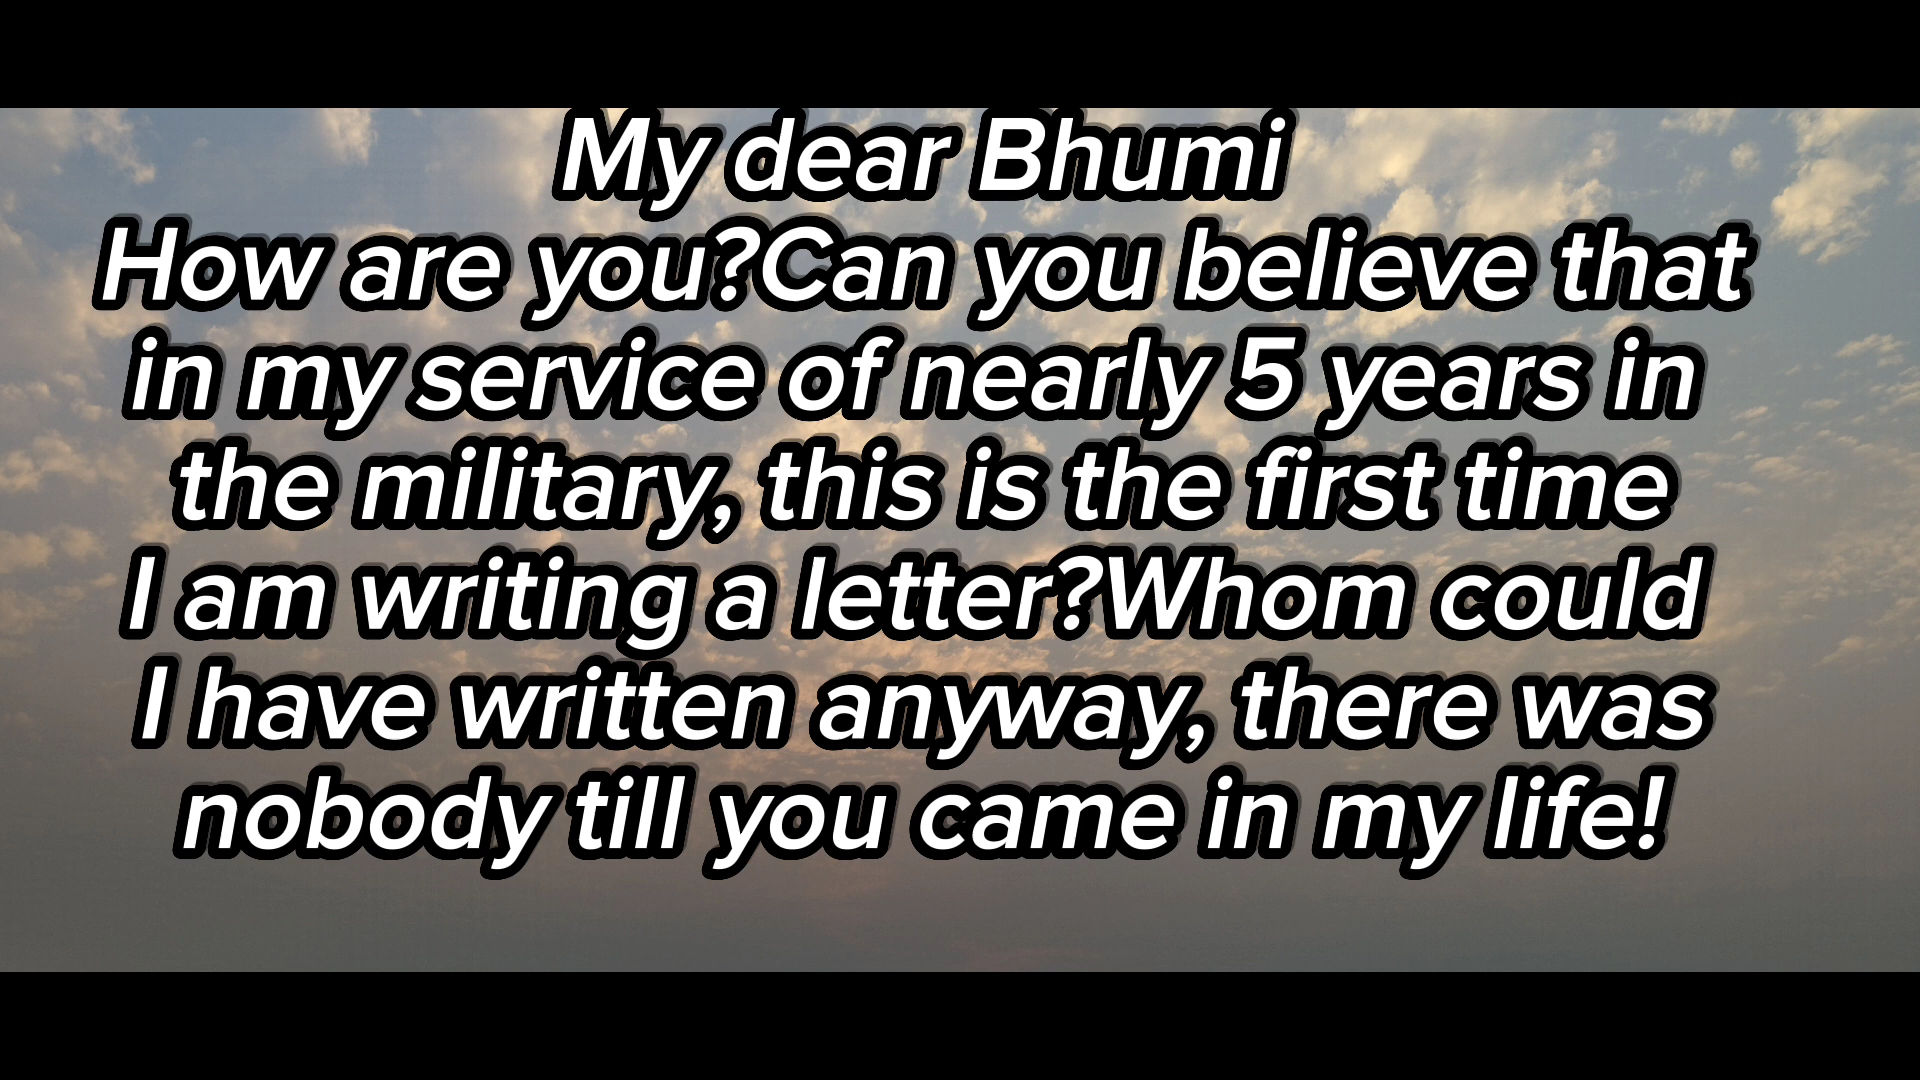 My dear Bhumi
How are you?Can you believe that
in my service of nearly 5 years in
the military, this is the first time
I am writing a letter?Whom could
I have written anyway, there was
nobody till you came in my life!